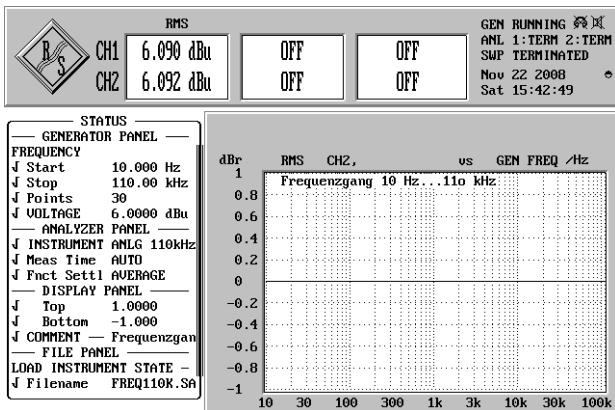 RMS
R S
CH1 6.090 dBu OFF OFF
CH2 6.092 dBu OFF OFF
GEN RUNNING
ANL 1:TERM 2:TERM
SWP TERMINATED
Nov 22 2008
Sat 15:42:49
STATUS
GENERATOR PANEL
FREQUENCY
√ Start 10.000 Hz
√ Stop 110.00 kHz
√ Points 30
√ VOLTAGE 6.0000 dBu
ANALYZER PANEL
√ INSTRUMENT ANLG 110kHz
√ Meas Time AUTO
√ Fnct Settl AVERAGE
DISPLAY PANEL
√ Top 1.0000
√ Bottom -1.000
√ COMMENT — Frequenzgan
FILE PANEL
LOAD INSTRUMENT STATE -
√ Filename FREQ110K.SA
dBr RMS CH2, vs GEN FREQ /Hz
Frequenzgang 10 Hz...11o kHz
1
0.8
0.6
0.4
0.2
0
-0.2
-0.4
-0.6
-0.8
-1
10 30 100 300 1k 3k 10k 30k 100k